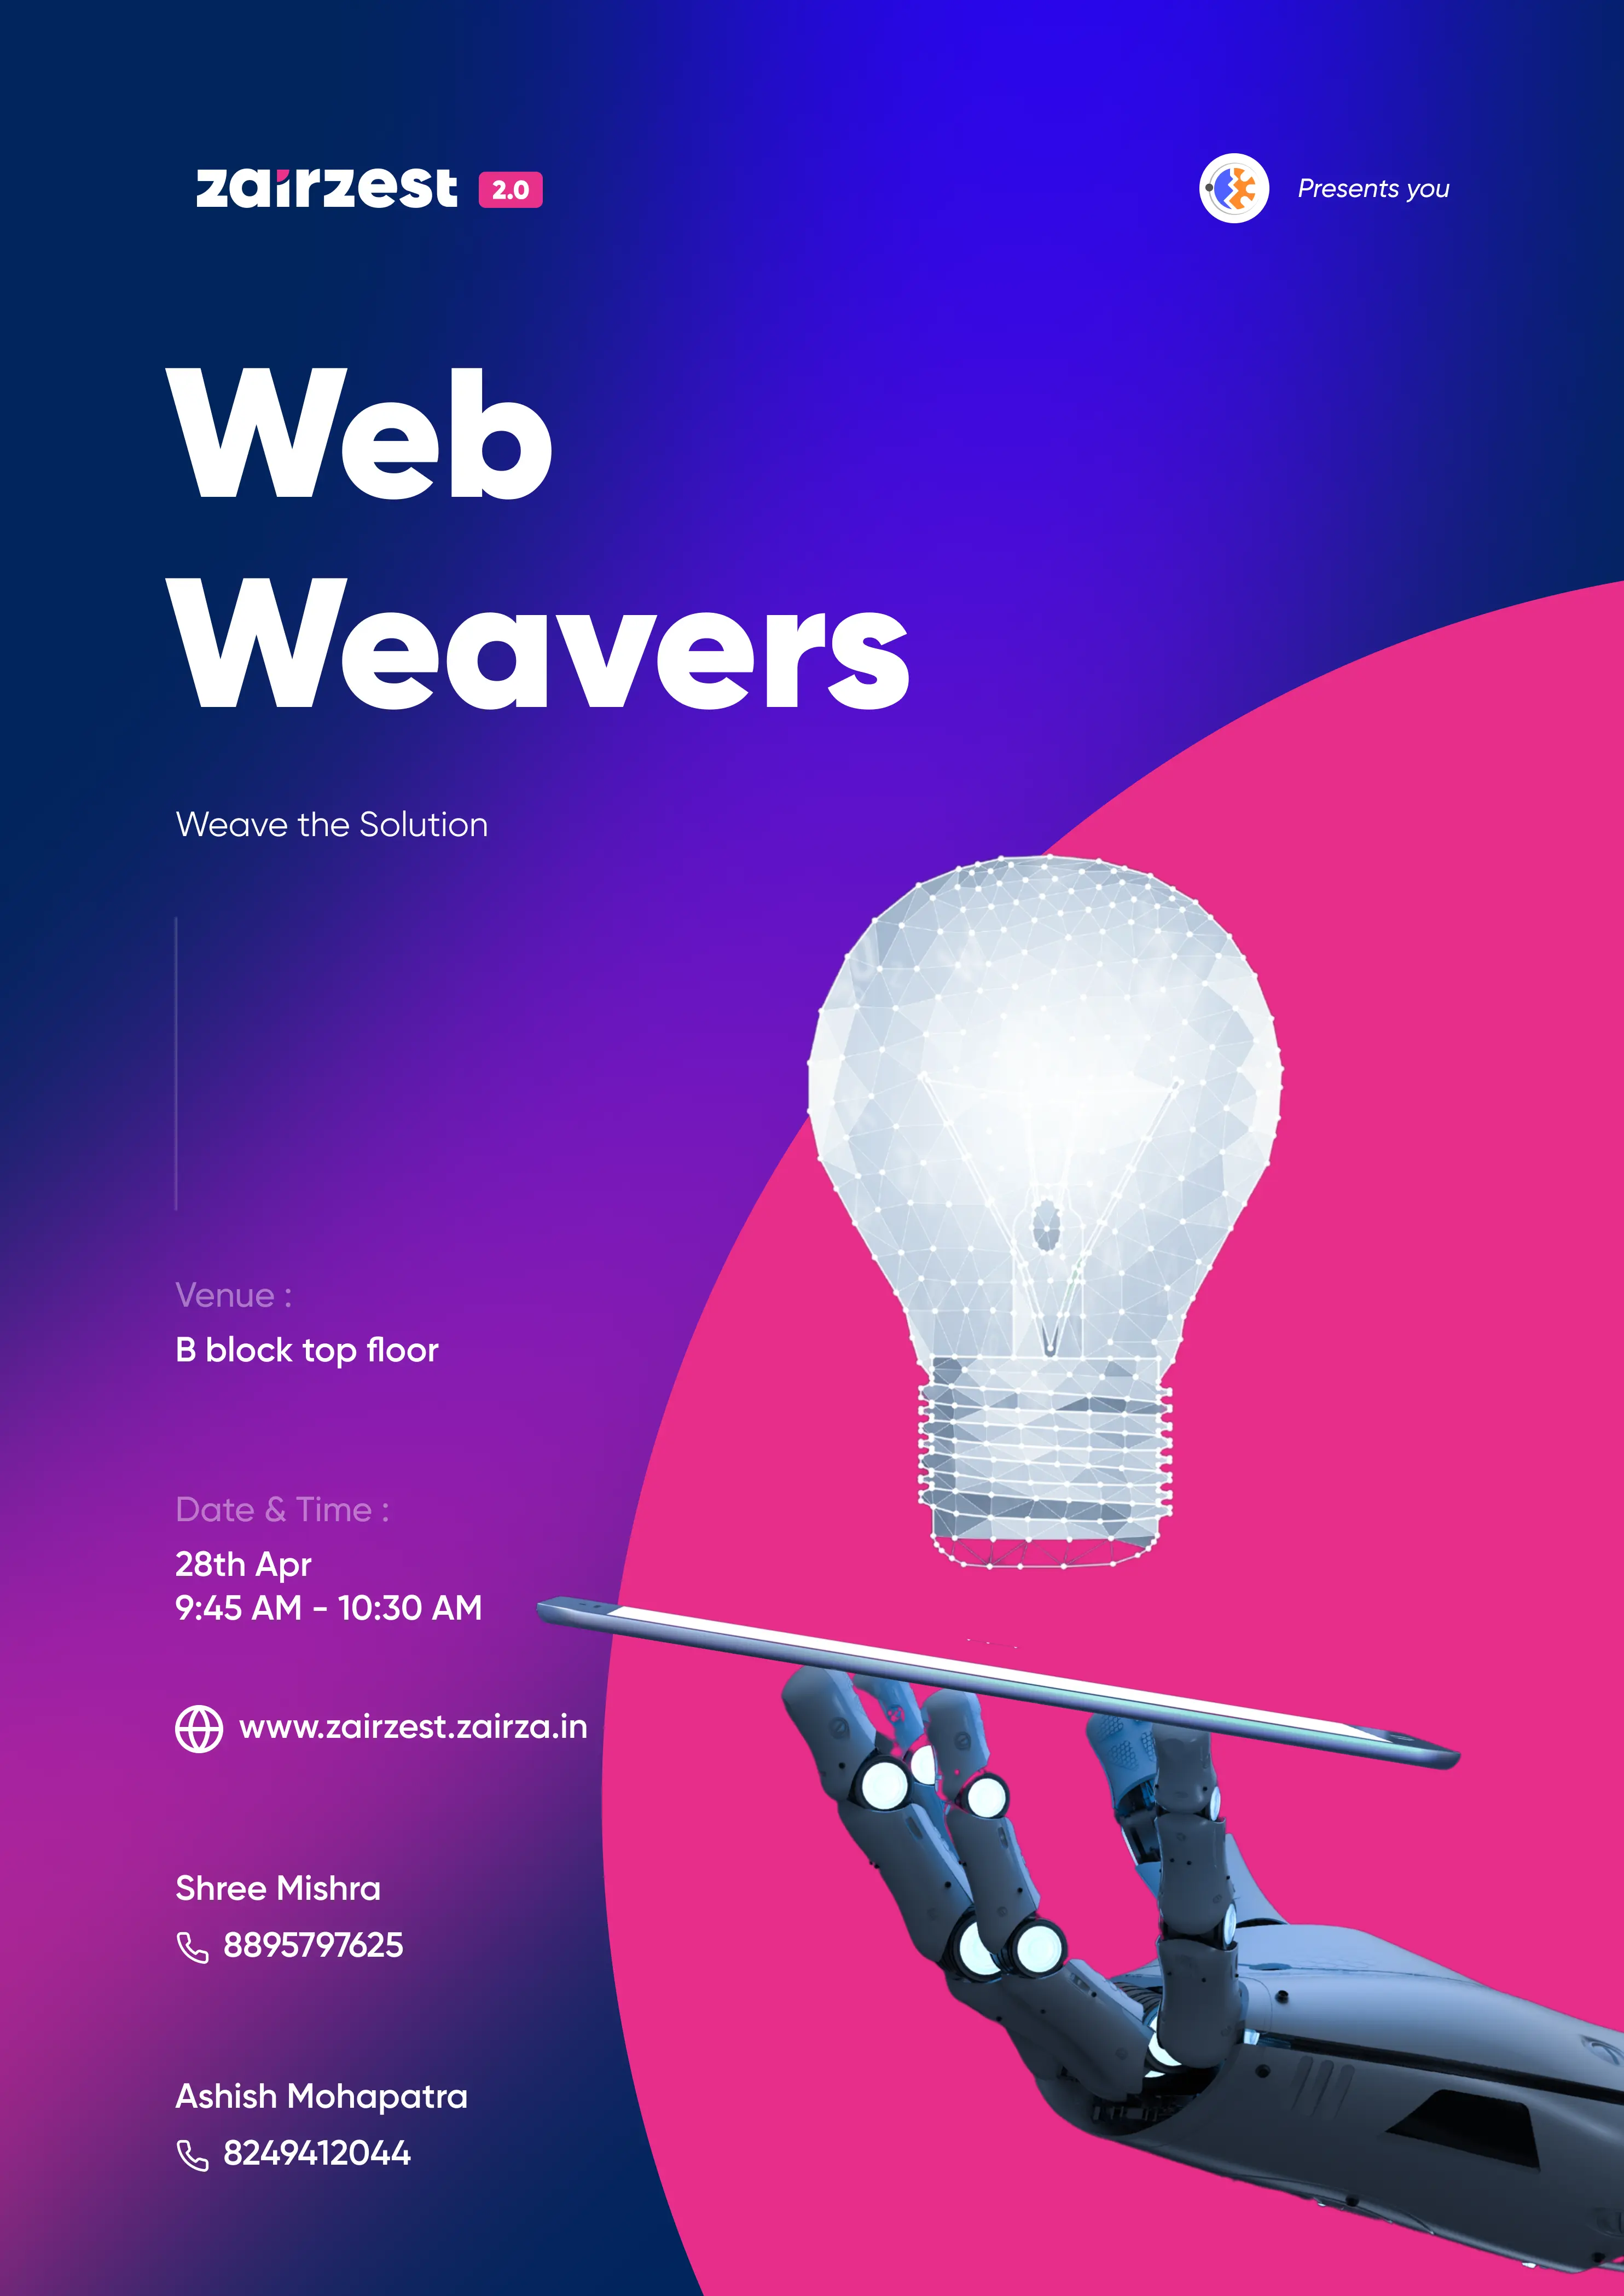 zairzest 2.0
Presents you
Web
Weavers
Weave the Solution
Venue :
B block top floor
Date & Time :
28th Apr
9:45 AM - 10:30 AM
www.zairzest.zairza.in
Shree Mishra
8895797625
Ashish Mohapatra
8249412044